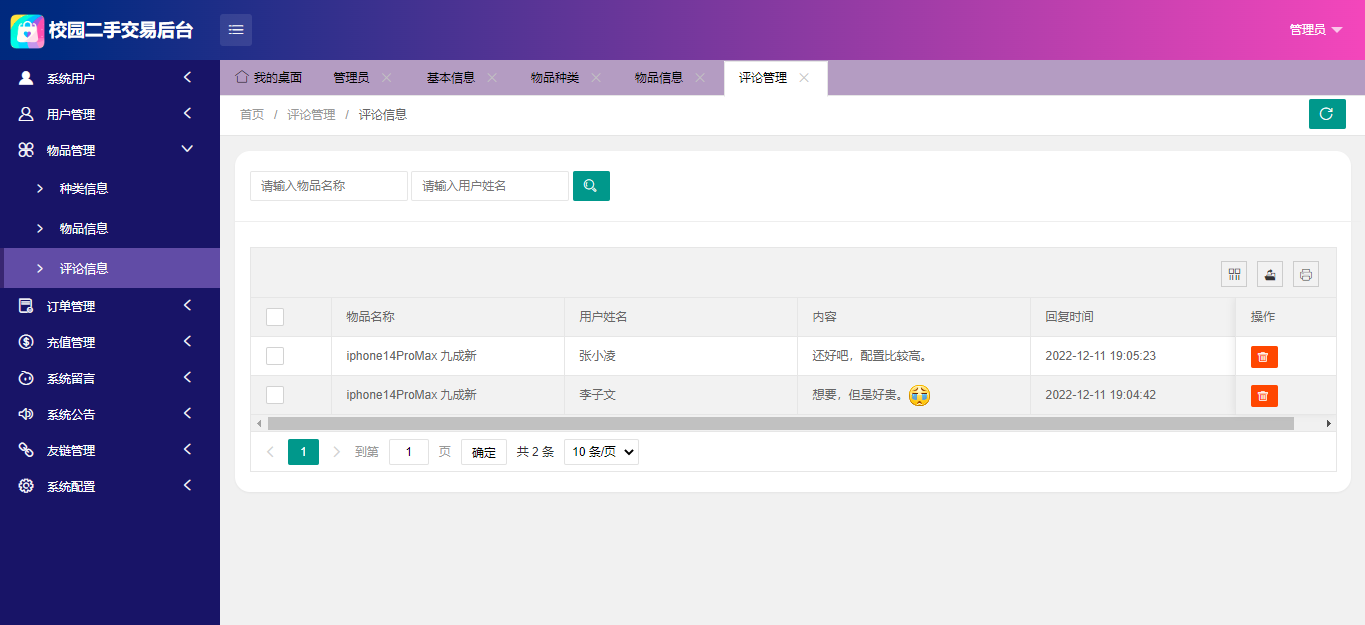 校园二手交易后台
管理员
系统用户
用户管理
物品管理
种类信息
物品信息
评论信息
订单管理
充值管理
系统留言
系统公告
友链管理
系统配置
我的桌面 管理员 基本信息 物品种类 物品信息 评论管理
首页 / 评论管理 / 评论信息
请输入物品名称 请输入用户姓名
物品名称 用户姓名 内容 回复时间 操作
iphone14ProMax 九成新 张小凌 还好吧，配置比较高。 2022-12-11 19:05:23
iphone14ProMax 九成新 李子文 想要，但是好贵。 2022-12-11 19:04:42
1 到第 1 页 确定 共 2 条 10 条/页